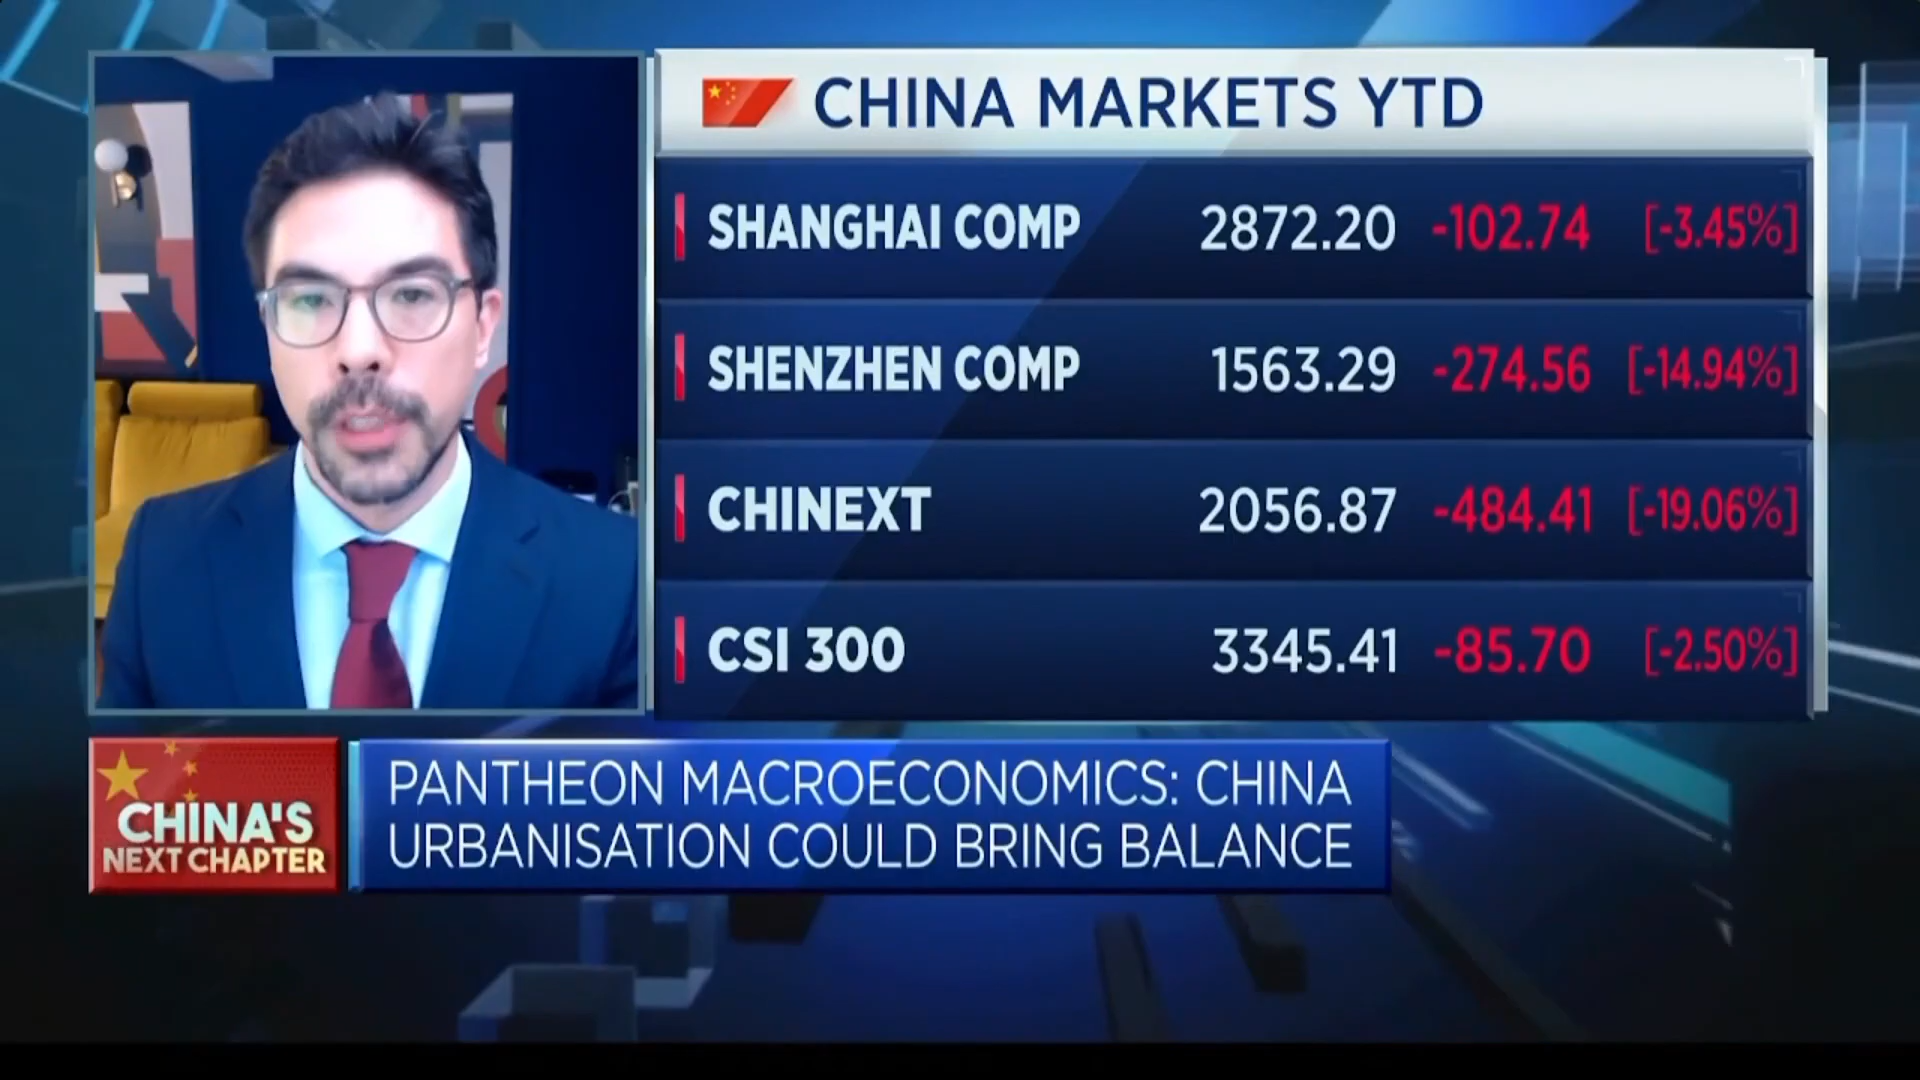 CHINA MARKETS YTD
SHANGHAI COMP 2872.20 -102.74 [-3.45%]
SHENZHEN COMP 1563.29 -274.56 [-14.94%]
CHINEXT 2056.87 -484.41 [-19.06%]
CSI 300 3345.41 -85.70 [-2.50%]
CHINA'S
NEXT CHAPTER
PANTHEON MACROECONOMICS: CHINA
URBANISATION COULD BRING BALANCE